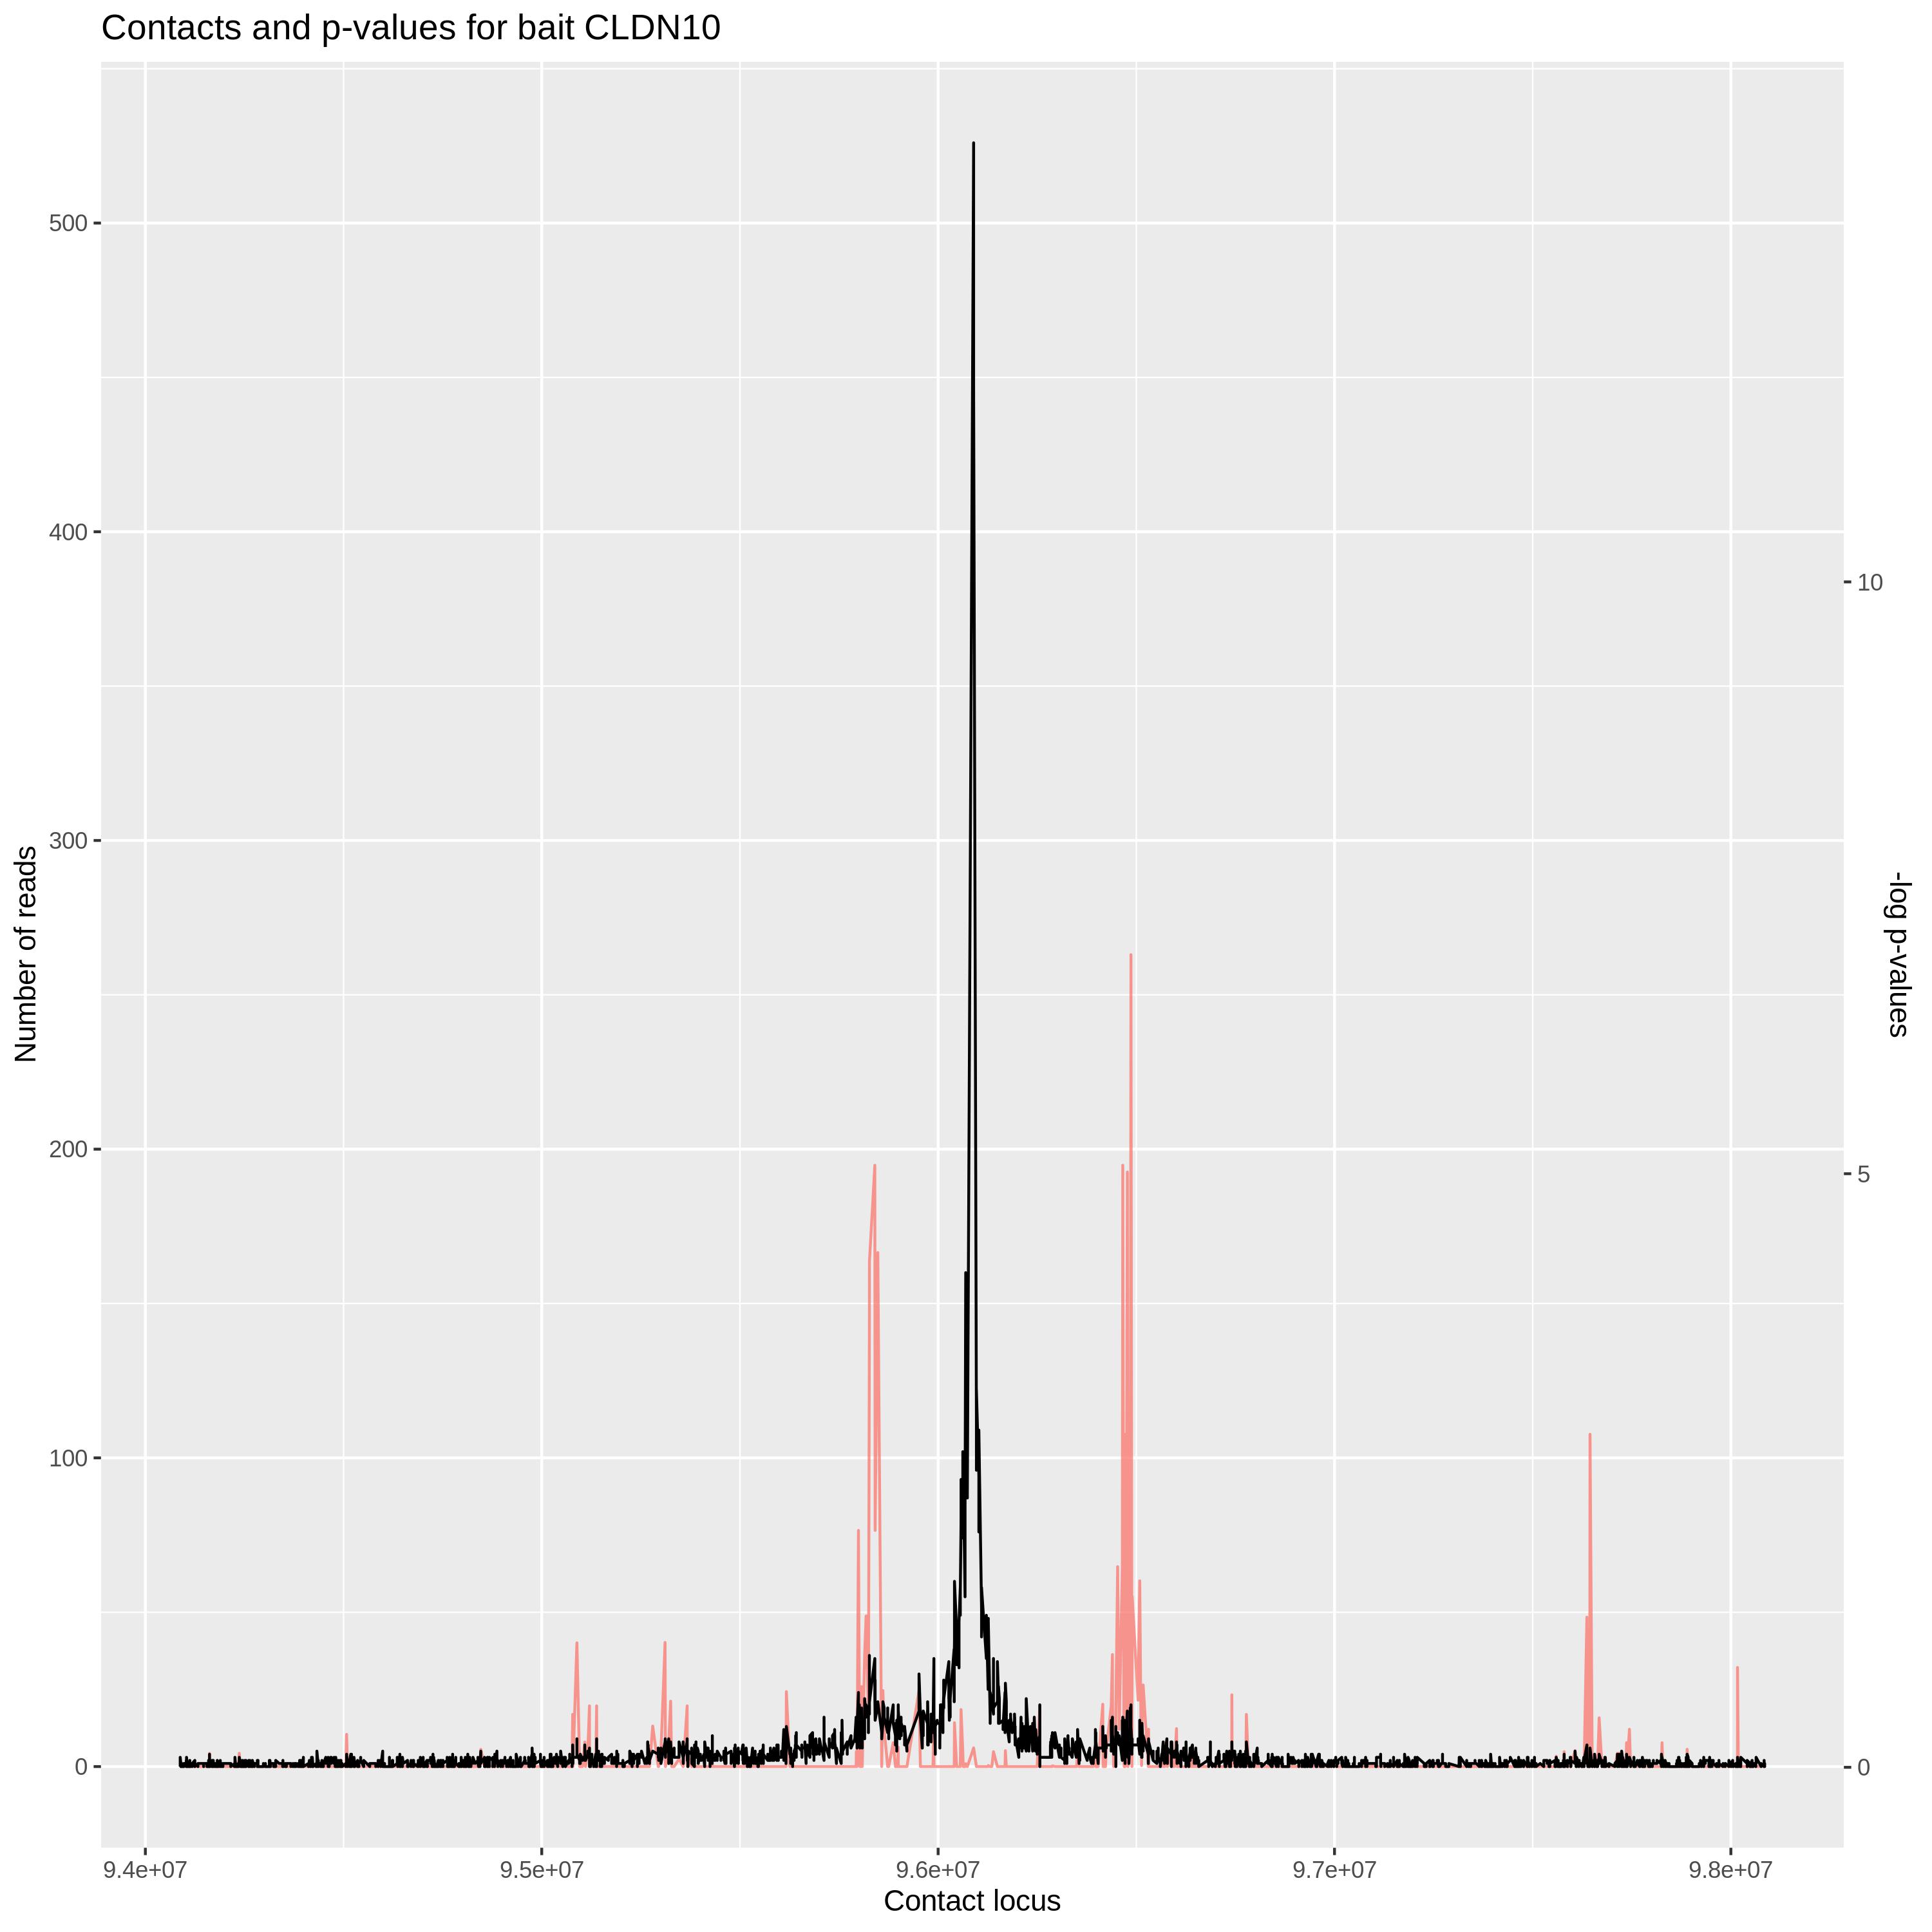 Contacts and p-values for bait CLDN10
500
400
300
200
100
0
Number of reads
10
5
0
-log p-values
9.4e+07
9.5e+07
9.6e+07
9.7e+07
9.8e+07
Contact locus